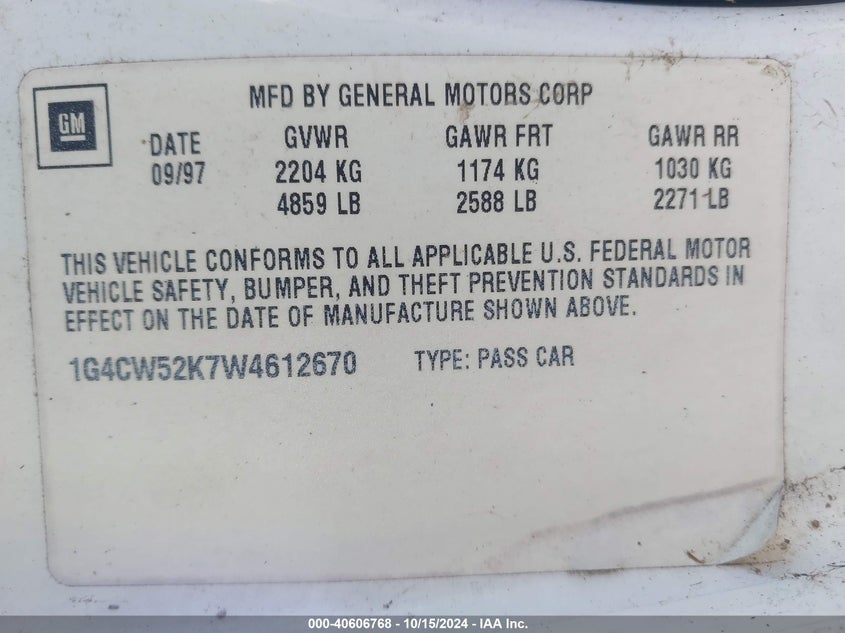 MFD BY GENERAL MOTORS CORP
GM
DATE GVWR GAWR FRT GAWR RR
09/97 2204 KG 1174 KG 1030 KG
4859 LB 2588 LB 2271 LB
THIS VEHICLE CONFORMS TO ALL APPLICABLE U.S. FEDERAL MOTOR
VEHICLE SAFETY, BUMPER, AND THEFT PREVENTION STANDARDS IN
EFFECT ON THE DATE OF MANUFACTURE SHOWN ABOVE.
1G4CW52K7W4612670 TYPE: PASS CAR
000-40606768 - 10/15/2024 - IAA Inc.